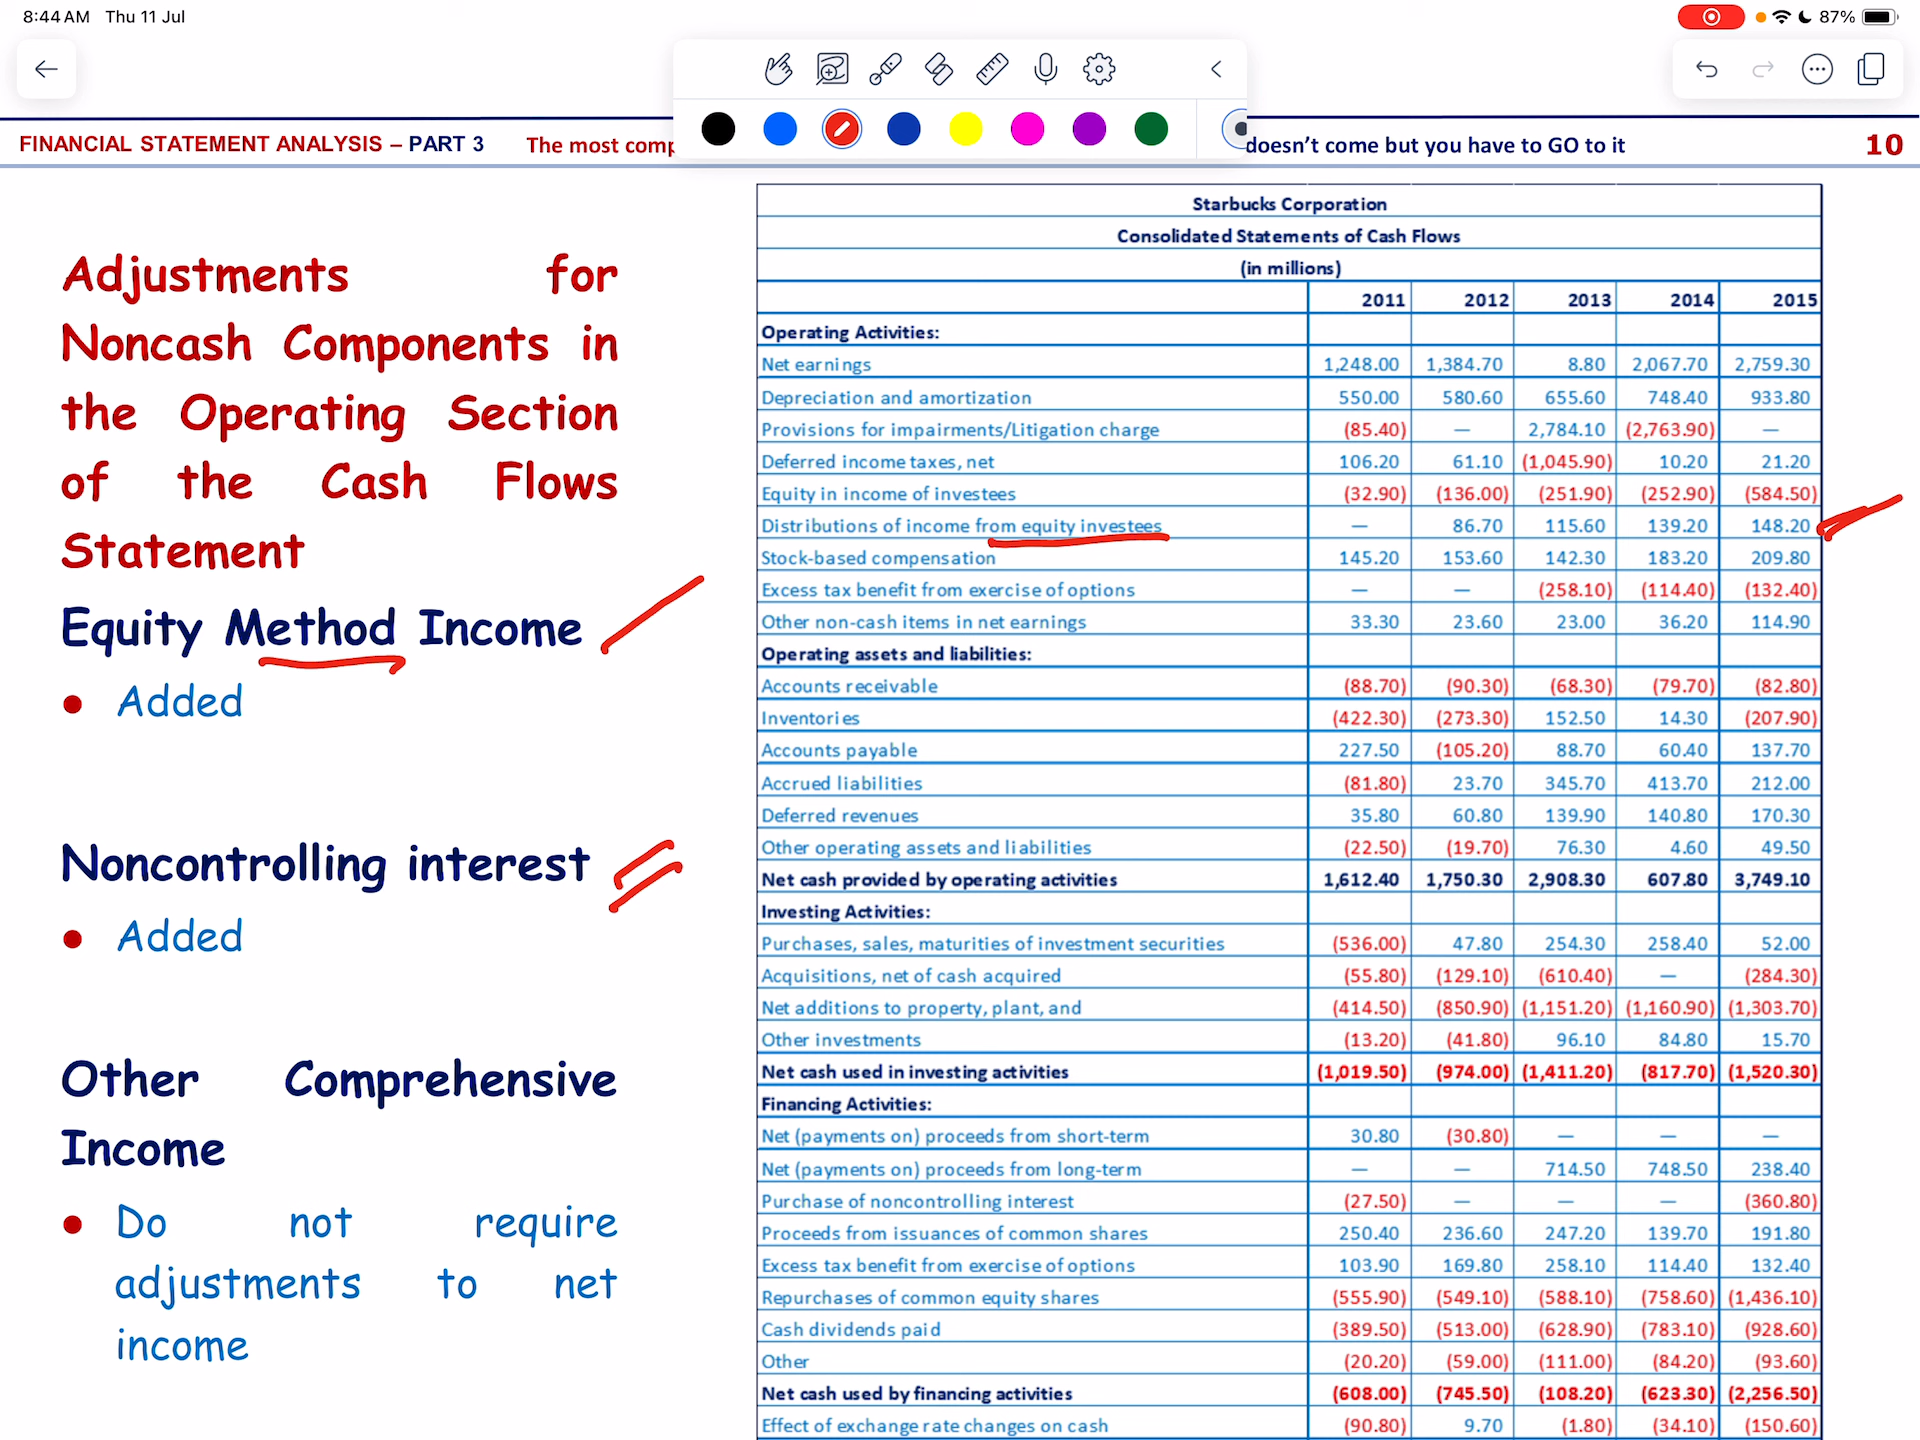 8:44 AM Thu 11 Jul
87%
FINANCIAL STATEMENT ANALYSIS – PART 3 The most comp doesn’t come but you have to GO to it 10
Adjustments for
Noncash Components in
the Operating Section
of the Cash Flows
Statement
Equity Method Income
• Added
Noncontrolling interest
• Added
Other Comprehensive
Income
• Do not require
adjustments to net
income
Starbucks Corporation
Consolidated Statements of Cash Flows
(in millions)
2011 2012 2013 2014 2015
Operating Activities:
Net earnings 1,248.00 1,384.70 8.80 2,067.70 2,759.30
Depreciation and amortization 550.00 580.60 655.60 748.40 933.80
Provisions for impairments/Litigation charge (85.40) — 2,784.10 (2,763.90) —
Deferred income taxes, net 106.20 61.10 (1,045.90) 10.20 21.20
Equity in income of investees (32.90) (136.00) (251.90) (252.90) (584.50)
Distributions of income from equity investees — 86.70 115.60 139.20 148.20
Stock-based compensation 145.20 153.60 142.30 183.20 209.80
Excess tax benefit from exercise of options — — (258.10) (114.40) (132.40)
Other non-cash items in net earnings 33.30 23.60 23.00 36.20 114.90
Operating assets and liabilities:
Accounts receivable (88.70) (90.30) (68.30) (79.70) (82.80)
Inventories (422.30) (273.30) 152.50 14.30 (207.90)
Accounts payable 227.50 (105.20) 88.70 60.40 137.70
Accrued liabilities (81.80) 23.70 345.70 413.70 212.00
Deferred revenues 35.80 60.80 139.90 140.80 170.30
Other operating assets and liabilities (22.50) (19.70) 76.30 4.60 49.50
Net cash provided by operating activities 1,612.40 1,750.30 2,908.30 607.80 3,749.10
Investing Activities:
Purchases, sales, maturities of investment securities (536.00) 47.80 254.30 258.40 52.00
Acquisitions, net of cash acquired (55.80) (129.10) (610.40) — (284.30)
Net additions to property, plant, and (414.50) (850.90) (1,151.20) (1,160.90) (1,303.70)
Other investments (13.20) (41.80) 96.10 84.80 15.70
Net cash used in investing activities (1,019.50) (974.00) (1,411.20) (817.70) (1,520.30)
Financing Activities:
Net (payments on) proceeds from short-term 30.80 (30.80) — — —
Net (payments on) proceeds from long-term — — 714.50 748.50 238.40
Purchase of noncontrolling interest (27.50) — — — (360.80)
Proceeds from issuances of common shares 250.40 236.60 247.20 139.70 191.80
Excess tax benefit from exercise of options 103.90 169.80 258.10 114.40 132.40
Repurchases of common equity shares (555.90) (549.10) (588.10) (758.60) (1,436.10)
Cash dividends paid (389.50) (513.00) (628.90) (783.10) (928.60)
Other (20.20) (59.00) (111.00) (84.20) (93.60)
Net cash used by financing activities (608.00) (745.50) (108.20) (623.30) (2,256.50)
Effect of exchange rate changes on cash (90.80) 9.70 (1.80) (34.10) (150.60)